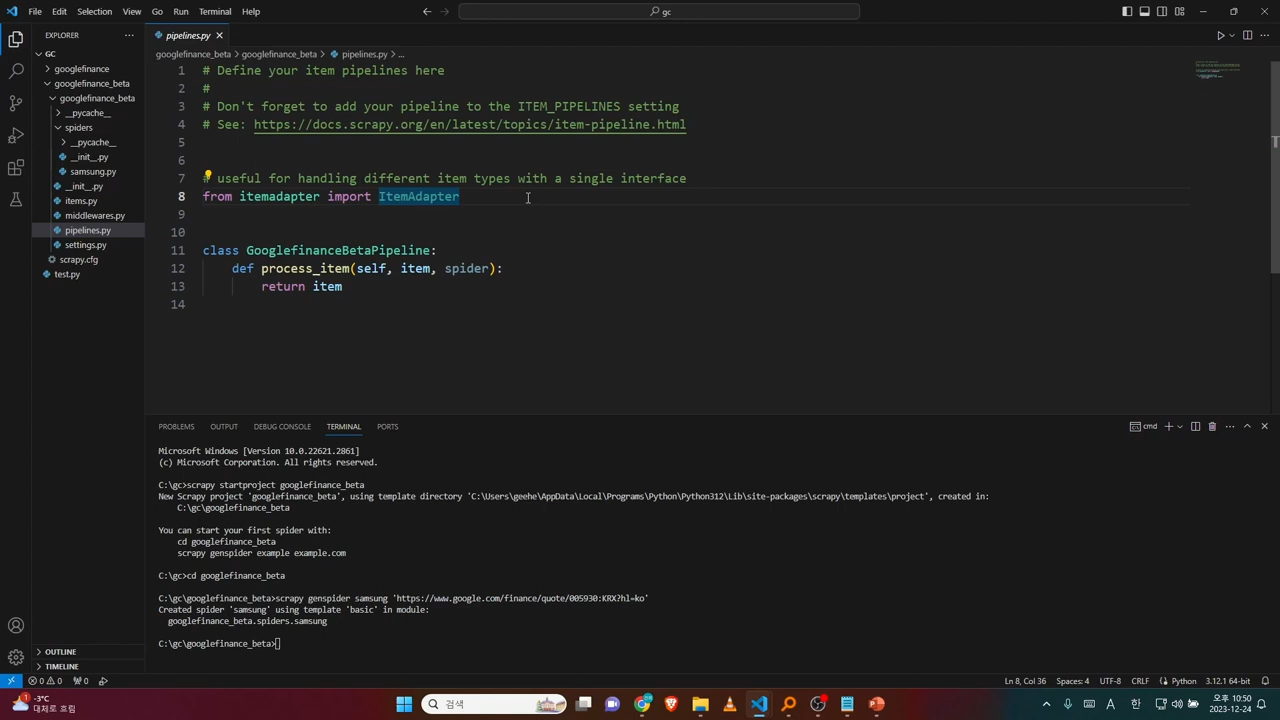 File Edit Selection View Go Run Terminal Help
gc
EXPLORER
GC
googlefinance
googlefinance_beta
googlefinance_beta
__pycache__
spiders
__pycache__
__init__.py
samsung.py
__init__.py
items.py
middlewares.py
pipelines.py
settings.py
scrapy.cfg
test.py
OUTLINE
TIMELINE
pipelines.py
googlefinance_beta > googlefinance_beta > pipelines.py > ...
1 # Define your item pipelines here
2 #
3 # Don't forget to add your pipeline to the ITEM_PIPELINES setting
4 # See: https://docs.scrapy.org/en/latest/topics/item-pipeline.html
5
6
7 # useful for handling different item types with a single interface
8 from itemadapter import ItemAdapter
9
10
11 class GooglefinanceBetaPipeline:
12 def process_item(self, item, spider):
13 return item
14
PROBLEMS OUTPUT DEBUG CONSOLE TERMINAL PORTS
cmd
Microsoft Windows [Version 10.0.22621.2861]
(c) Microsoft Corporation. All rights reserved.
C:\gc>scrapy startproject googlefinance_beta
New Scrapy project 'googlefinance_beta', using template directory 'C:\Users\geehe\AppData\Local\Programs\Python\Python312\Lib\site-packages\scrapy\templates\project', created in:
C:\gc\googlefinance_beta
You can start your first spider with:
cd googlefinance_beta
scrapy genspider example example.com
C:\gc>cd googlefinance_beta
C:\gc\googlefinance_beta>scrapy genspider samsung 'https://www.google.com/finance/quote/005930:KRX?hl=ko'
Created spider 'samsung' using template 'basic' in module:
googlefinance_beta.spiders.samsung
C:\gc\googlefinance_beta>
0 0 0 Ln 8, Col 36 Spaces: 4 UTF-8 CRLF Python 3.12.1 64-bit
1
-3°C
대체로 흐림
검색
A 한
오후 10:50
2023-12-24